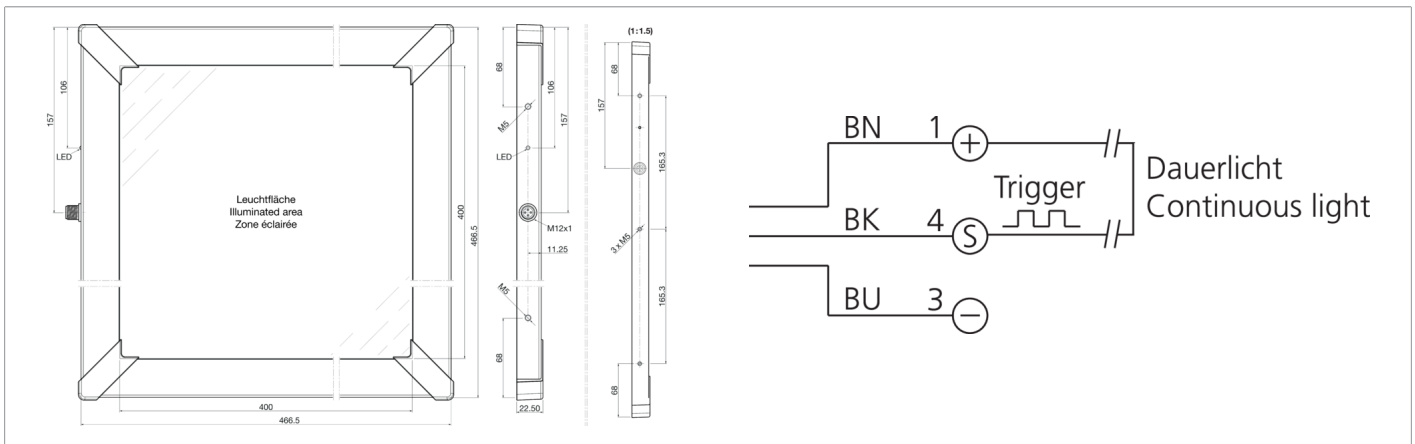 106
157
LED
Leuchtfläche
Illuminated area
Zone éclairée
400
466.5
400
466.5
68
106
157
M5
LED
M12x1
11.25
M5
68
22.50
(1:1.5)
68
157
165.3
3 x M5
165.3
68
BN 1 +
Trigger
BK 4 S
BU 3 −
Dauerlicht
Continuous light